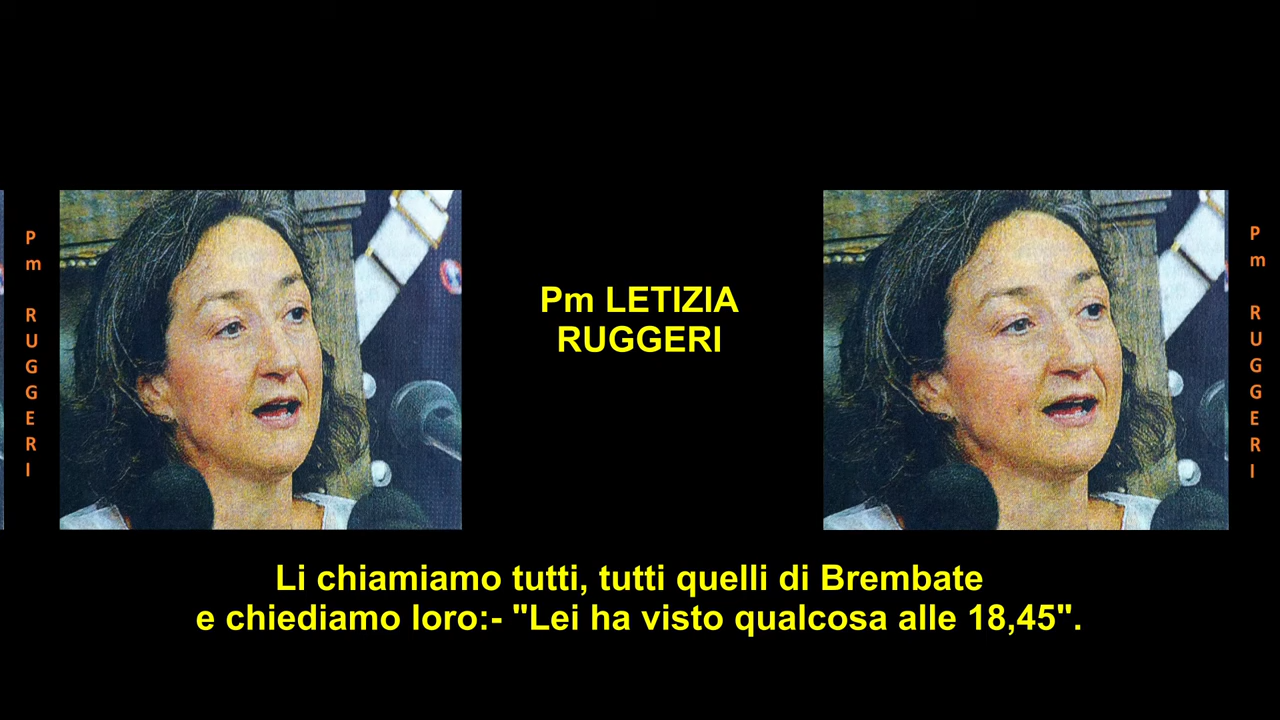 Pm RUGGERI
Pm LETIZIA
RUGGERI
Pm RUGGERI
Li chiamiamo tutti, tutti quelli di Brembate
e chiediamo loro:- "Lei ha visto qualcosa alle 18,45".